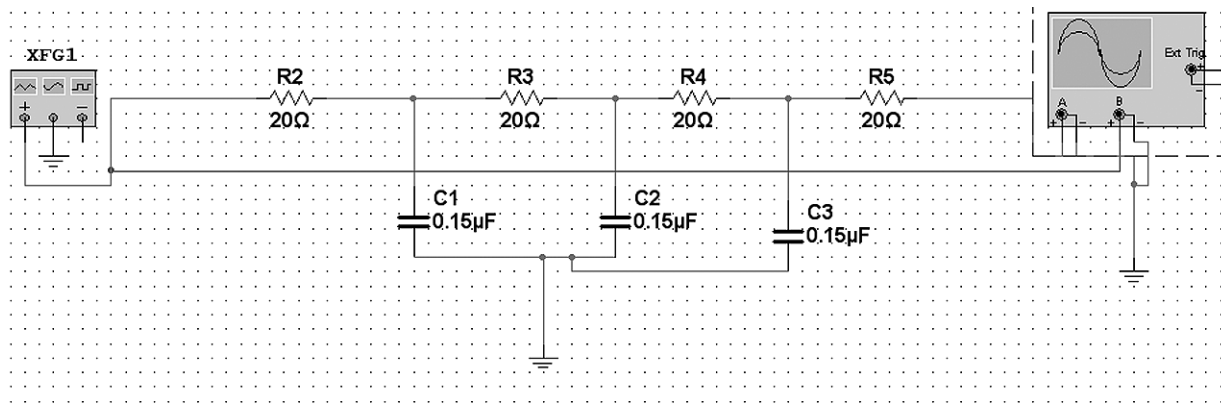 XFG1
R2
20Ω
R3
20Ω
R4
20Ω
R5
20Ω
Ext Trig
+
-
A
B
+ -
+ -
+ -
C1
0.15µF
C2
0.15µF
C3
0.15µF